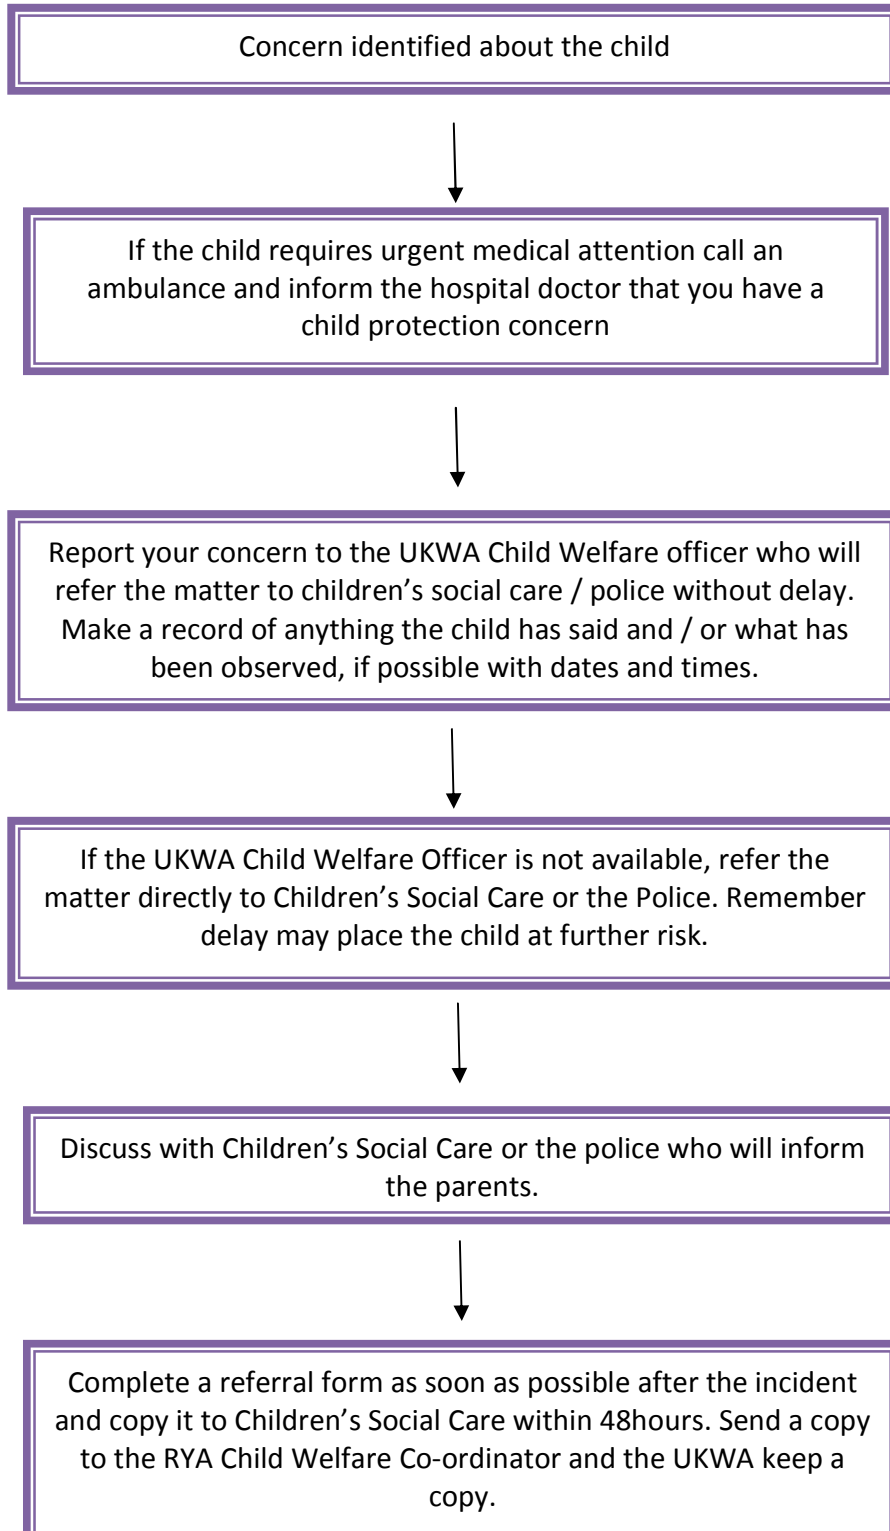 Concern identified about the child
If the child requires urgent medical attention call an
ambulance and inform the hospital doctor that you have a
child protection concern
Report your concern to the UKWA Child Welfare officer who will
refer the matter to children’s social care / police without delay.
Make a record of anything the child has said and / or what has
been observed, if possible with dates and times.
If the UKWA Child Welfare Officer is not available, refer the
matter directly to Children’s Social Care or the Police. Remember
delay may place the child at further risk.
Discuss with Children’s Social Care or the police who will inform
the parents.
Complete a referral form as soon as possible after the incident
and copy it to Children’s Social Care within 48hours. Send a copy
to the RYA Child Welfare Co-ordinator and the UKWA keep a
copy.